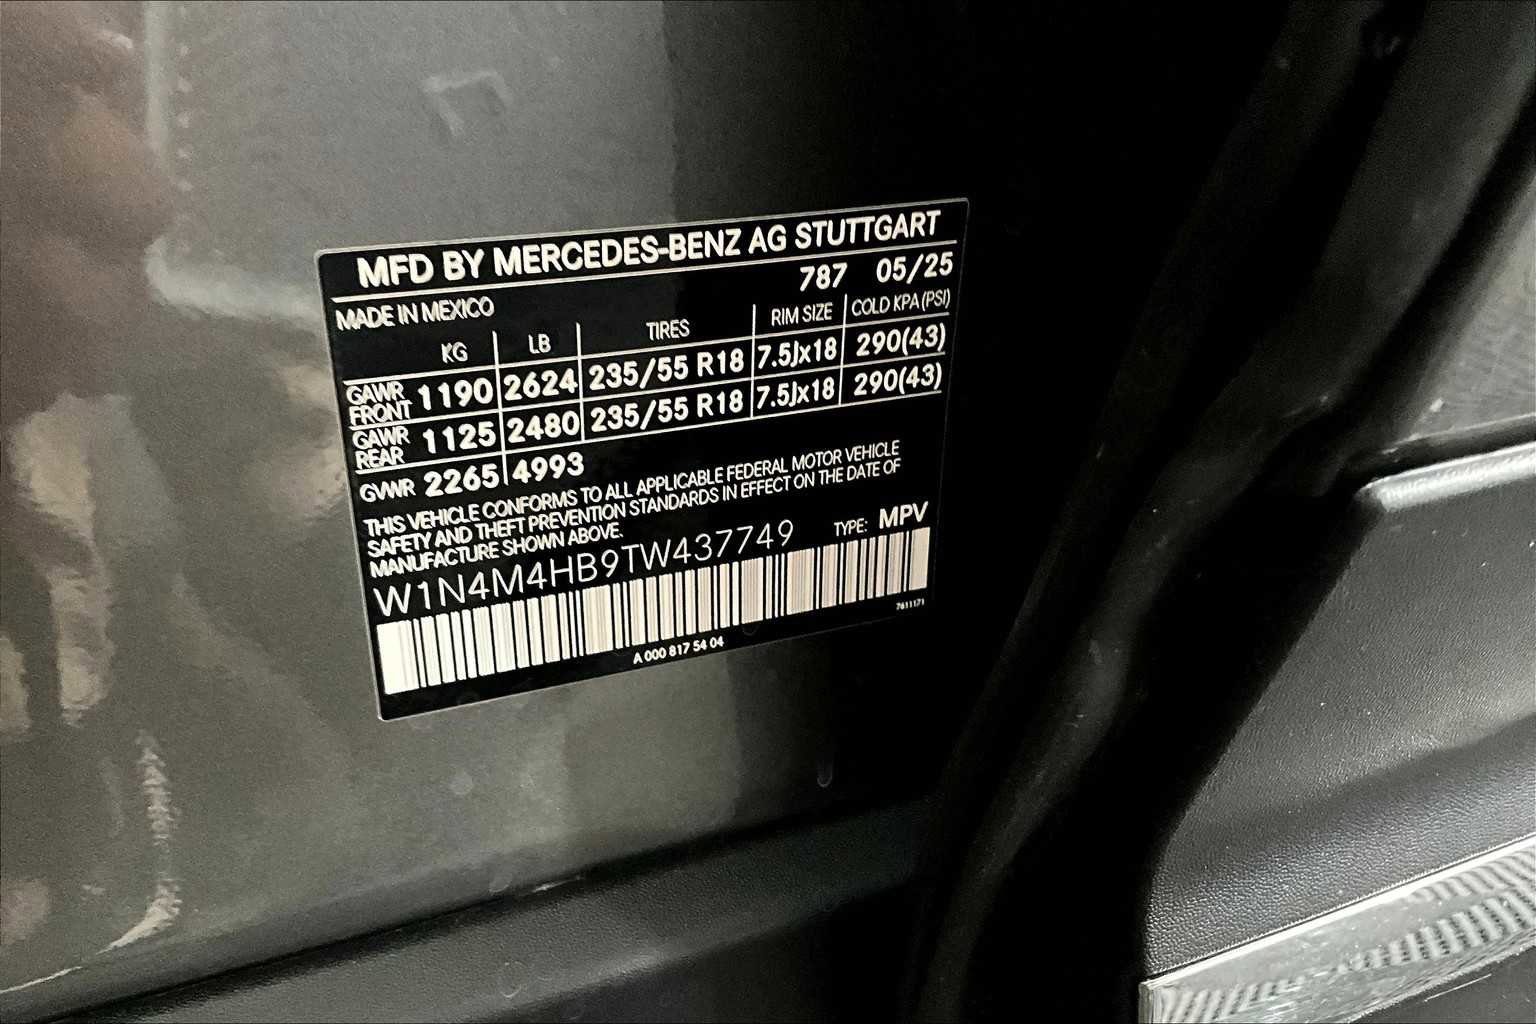 MFD BY MERCEDES-BENZ AG STUTTGART
787 05/25
MADE IN MEXICO
KG LB TIRES RIM SIZE COLD KPA(PSI)
GAWR FRONT 1190 2624 235/55 R18 7.5Jx18 290(43)
GAWR REAR 1125 2480 235/55 R18 7.5Jx18 290(43)
GVWR 2265 4993
THIS VEHICLE CONFORMS TO ALL APPLICABLE FEDERAL MOTOR VEHICLE
SAFETY AND THEFT PREVENTION STANDARDS IN EFFECT ON THE DATE OF
MANUFACTURE SHOWN ABOVE.
W1N4M4HB9TW437749 TYPE: MPV
7611171
A 000 817 54 04